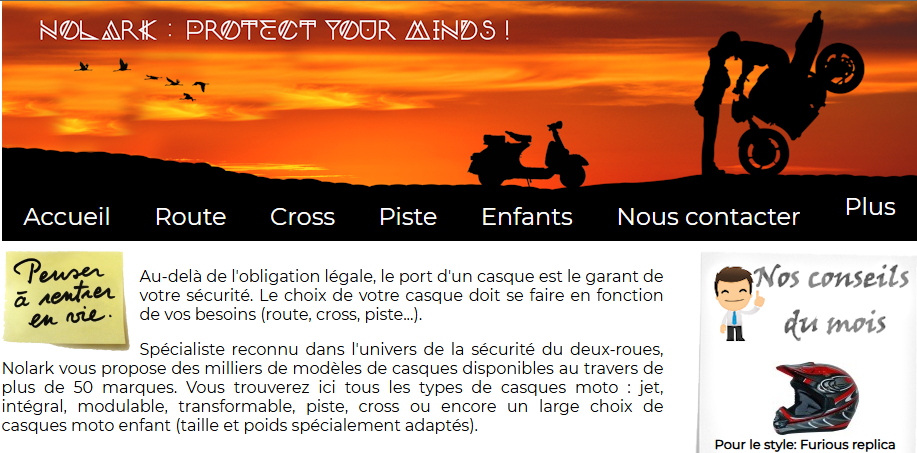 NOLARK : PROTECT YOUR MINDS !
Accueil Route Cross Piste Enfants Nous contacter Plus
Penser
à rentrer
en vie.
Au-delà de l'obligation légale, le port d'un casque est le garant de
votre sécurité. Le choix de votre casque doit se faire en fonction
de vos besoins (route, cross, piste...).
Spécialiste reconnu dans l'univers de la sécurité du deux-roues,
Nolark vous propose des milliers de modèles de casques disponibles au travers de
plus de 50 marques. Vous trouverez ici tous les types de casques moto : jet,
intégral, modulable, transformable, piste, cross ou encore un large choix de
casques moto enfant (taille et poids spécialement adaptés).
Nos conseils
du mois
Pour le style: Furious replica